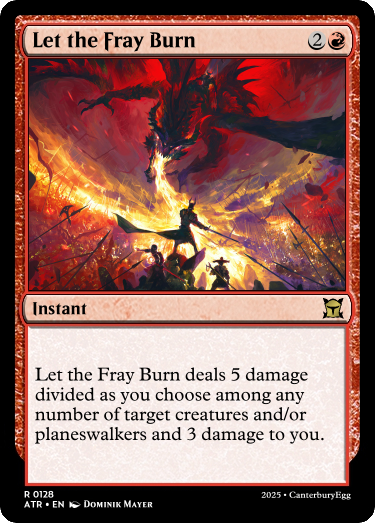 Let the Fray Burn 2
Instant
Let the Fray Burn deals 5 damage
divided as you choose among any
number of target creatures and/or
planeswalkers and 3 damage to you.
R 0128 2025 • CanterburyEgg
ATR • EN Dominik Mayer